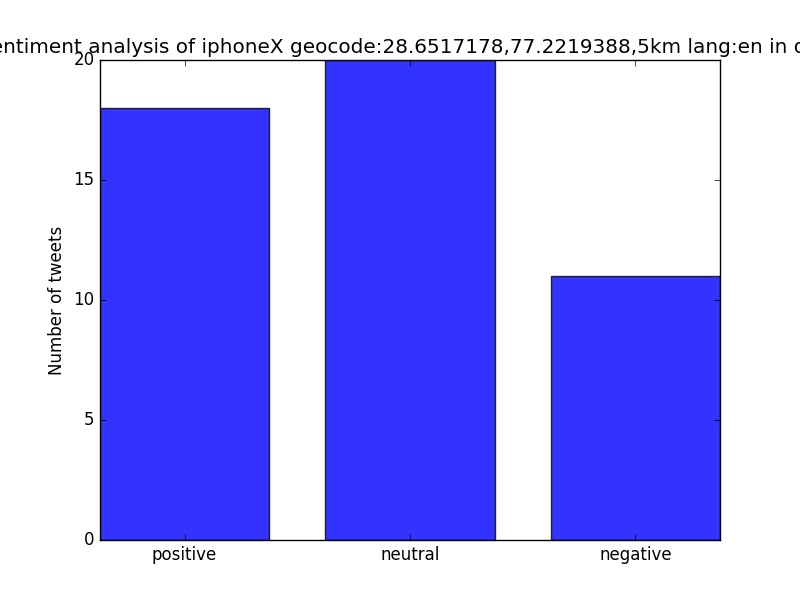 entiment analysis of iphoneX geocode:28.6517178,77.2219388,5km lang:en in
20
15
10
5
0
Number of tweets
positive neutral negative